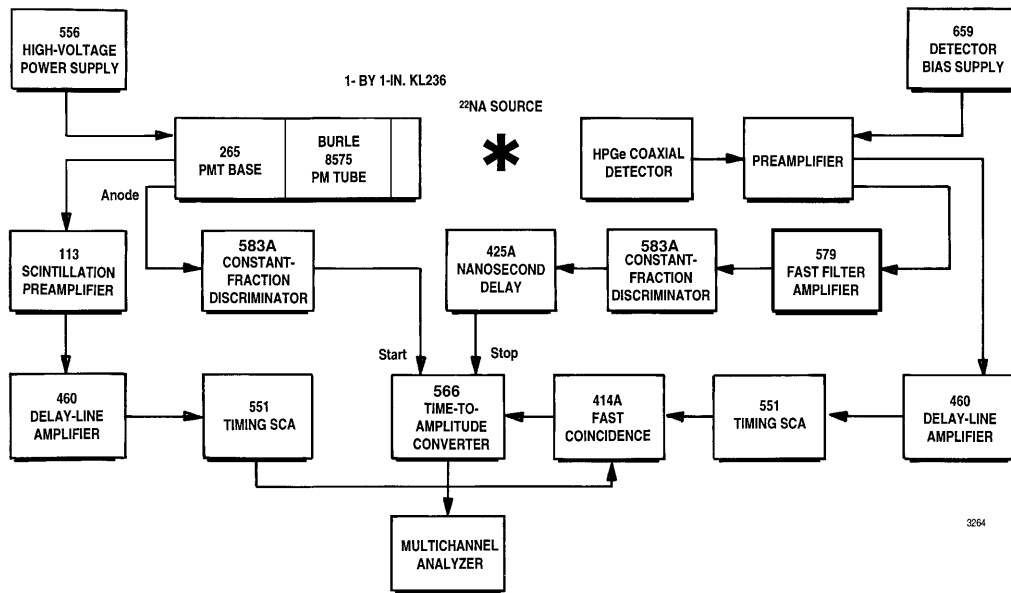 556
HIGH-VOLTAGE
POWER SUPPLY
659
DETECTOR
BIAS SUPPLY
1- BY 1-IN. KL236
²²NA SOURCE
265
PMT BASE
BURLE
8575
PM TUBE
HPGe COAXIAL
DETECTOR
PREAMPLIFIER
Anode
113
SCINTILLATION
PREAMPLIFIER
583A
CONSTANT-
FRACTION
DISCRIMINATOR
425A
NANOSECOND
DELAY
583A
CONSTANT-
FRACTION
DISCRIMINATOR
579
FAST FILTER
AMPLIFIER
Start
Stop
460
DELAY-LINE
AMPLIFIER
551
TIMING SCA
566
TIME-TO-
AMPLITUDE
CONVERTER
414A
FAST
COINCIDENCE
551
TIMING SCA
460
DELAY-LINE
AMPLIFIER
3264
MULTICHANNEL
ANALYZER